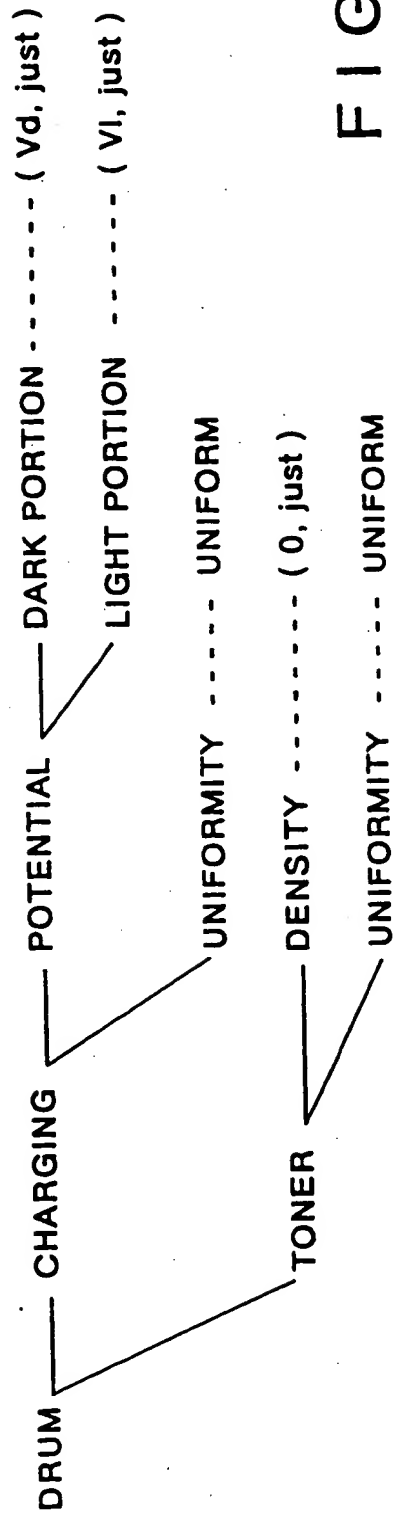 DRUM CHARGING POTENTIAL DARK PORTION ------- ( Vd, just )
LIGHT PORTION ------ ( Vl, just )
UNIFORMITY ----- UNIFORM
TONER DENSITY --------- ( 0, just )
UNIFORMITY ----- UNIFORM
FIG